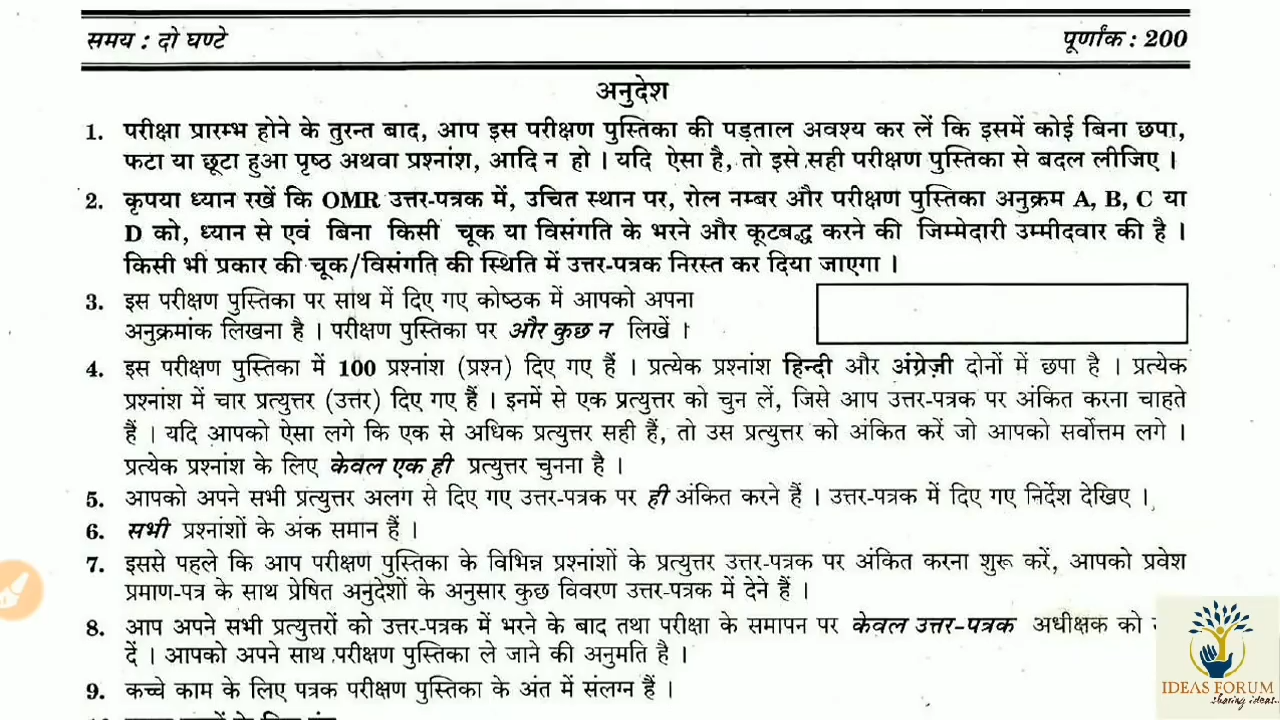 समय : दो घण्टे
पूर्णांक : 200
अनुदेश
1. परीक्षा प्रारम्भ होने के तुरन्त बाद, आप इस परीक्षण पुस्तिका की पड़ताल अवश्य कर लें कि इसमें कोई बिना छपा,
फटा या छूटा हुआ पृष्ठ अथवा प्रश्नांश, आदि न हो । यदि ऐसा है, तो इसे सही परीक्षण पुस्तिका से बदल लीजिए ।
2. कृपया ध्यान रखें कि OMR उत्तर-पत्रक में, उचित स्थान पर, रोल नम्बर और परीक्षण पुस्तिका अनुक्रम A, B, C या
D को, ध्यान से एवं बिना किसी चूक या विसंगति के भरने और कूटबद्ध करने की जिम्मेदारी उम्मीदवार की है ।
किसी भी प्रकार की चूक/विसंगति की स्थिति में उत्तर-पत्रक निरस्त कर दिया जाएगा ।
3. इस परीक्षण पुस्तिका पर साथ में दिए गए कोष्ठक में आपको अपना
अनुक्रमांक लिखना है । परीक्षण पुस्तिका पर और कुछ न लिखें ।
4. इस परीक्षण पुस्तिका में 100 प्रश्नांश (प्रश्न) दिए गए हैं । प्रत्येक प्रश्नांश हिन्दी और अंग्रेज़ी दोनों में छपा है । प्रत्येक
प्रश्नांश में चार प्रत्युत्तर (उत्तर) दिए गए हैं । इनमें से एक प्रत्युत्तर को चुन लें, जिसे आप उत्तर-पत्रक पर अंकित करना चाहते
हैं । यदि आपको ऐसा लगे कि एक से अधिक प्रत्युत्तर सही हैं, तो उस प्रत्युत्तर को अंकित करें जो आपको सर्वोत्तम लगे ।
प्रत्येक प्रश्नांश के लिए केवल एक ही प्रत्युत्तर चुनना है ।
5. आपको अपने सभी प्रत्युत्तर अलग से दिए गए उत्तर-पत्रक पर ही अंकित करने हैं । उत्तर-पत्रक में दिए गए निर्देश देखिए ।
6. सभी प्रश्नांशों के अंक समान हैं ।
7. इससे पहले कि आप परीक्षण पुस्तिका के विभिन्न प्रश्नांशों के प्रत्युत्तर उत्तर-पत्रक पर अंकित करना शुरू करें, आपको प्रवेश
प्रमाण-पत्र के साथ प्रेषित अनुदेशों के अनुसार कुछ विवरण उत्तर-पत्रक में देने हैं ।
8. आप अपने सभी प्रत्युत्तरों को उत्तर-पत्रक में भरने के बाद तथा परीक्षा के समापन पर केवल उत्तर-पत्रक अधीक्षक को
दें । आपको अपने साथ परीक्षण पुस्तिका ले जाने की अनुमति है ।
9. कच्चे काम के लिए पत्रक परीक्षण पुस्तिका के अंत में संलग्न हैं ।
IDEAS FORUM
sharing ideas